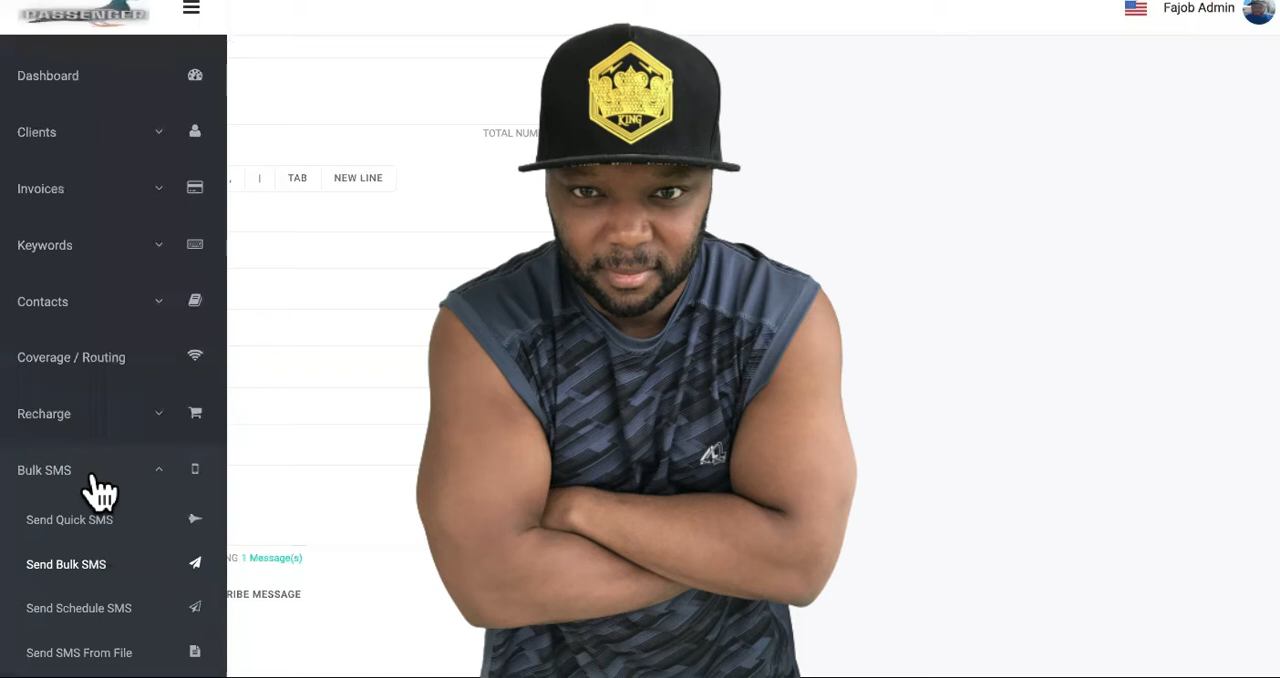 PASSENGER
Fajob Admin
Dashboard
Clients
TOTAL NUM
Invoices
, | TAB NEW LINE
Keywords
Contacts
Coverage / Routing
Recharge
Bulk SMS
Send Quick SMS
NG 1 Message(s)
Send Bulk SMS
RIBE MESSAGE
Send Schedule SMS
Send SMS From File
KING